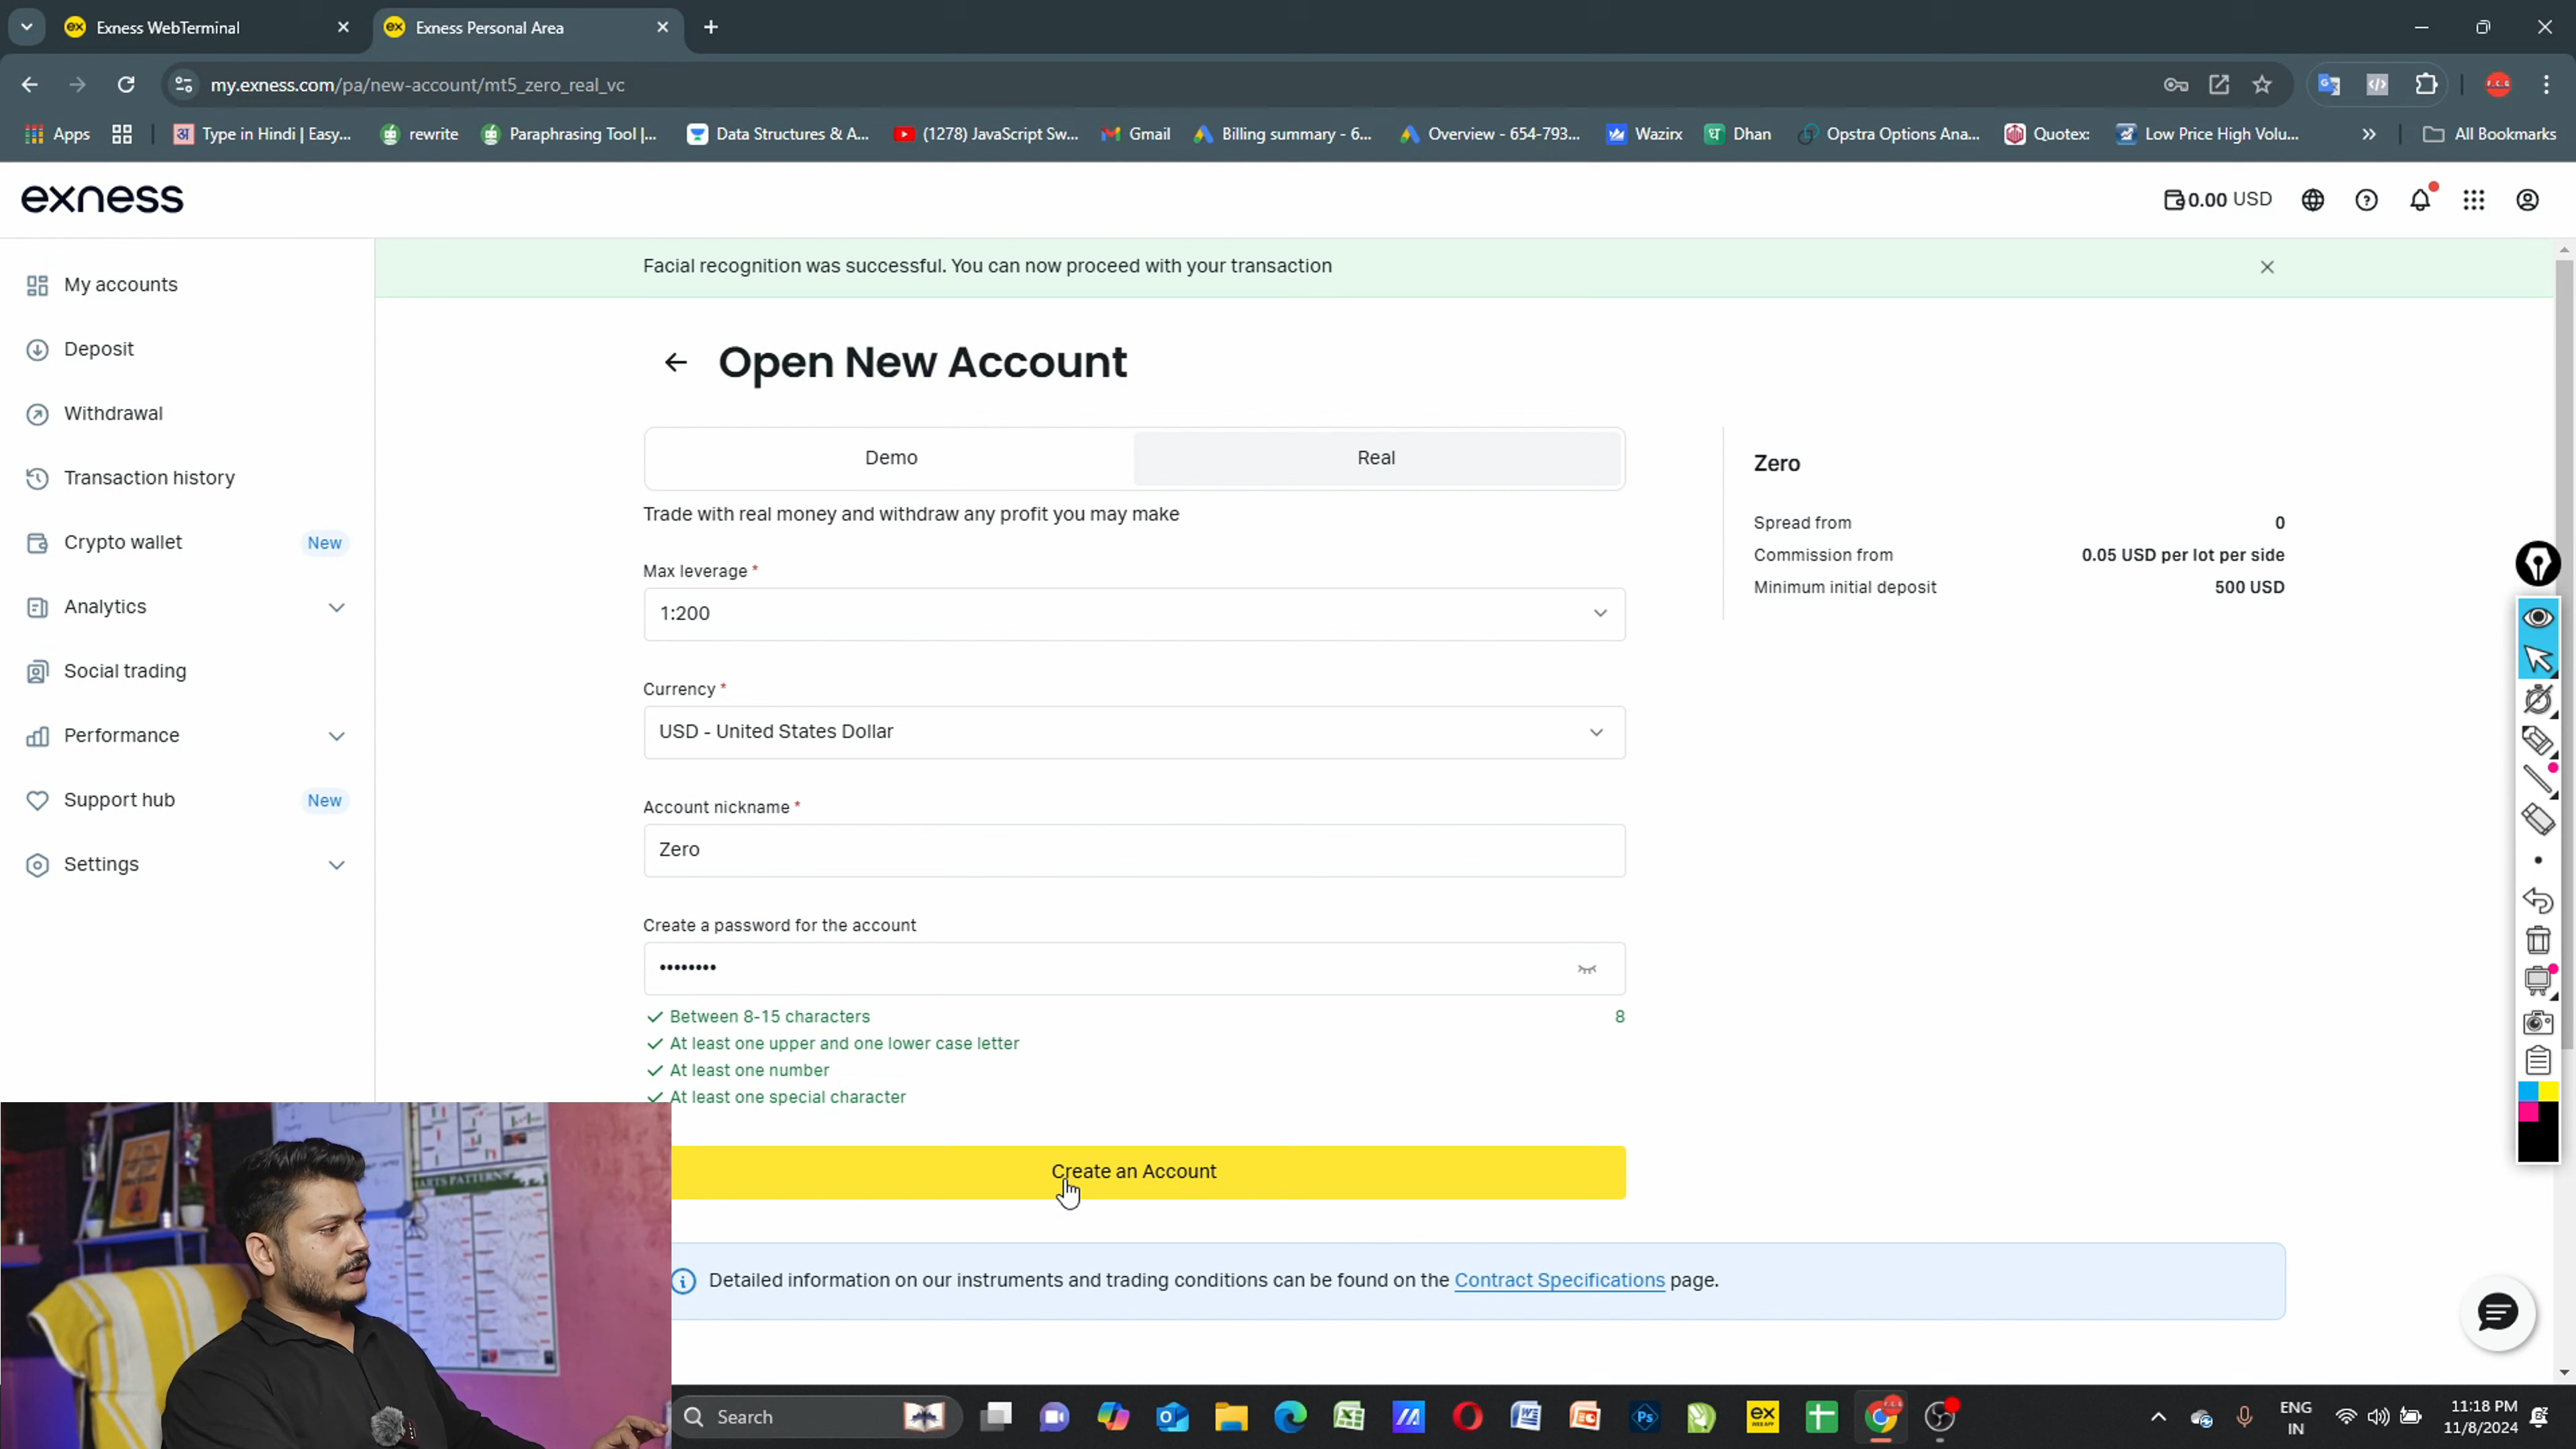 Exness WebTerminal
Exness Personal Area
my.exness.com/pa/new-account/mt5_zero_real_vc
Apps
Type in Hindi | Easy...
rewrite
Paraphrasing Tool |...
Data Structures & A...
(1278) JavaScript Sw...
Gmail
Billing summary - 6...
Overview - 654-793...
Wazirx
Dhan
Opstra Options Ana...
Quotex:
Low Price High Volu...
All Bookmarks
exness
0.00 USD
My accounts
Deposit
Withdrawal
Transaction history
Crypto wallet New
Analytics
Social trading
Performance
Support hub New
Settings
Facial recognition was successful. You can now proceed with your transaction
Open New Account
Demo
Real
Trade with real money and withdraw any profit you may make
Max leverage *
1:200
Currency *
USD - United States Dollar
Account nickname *
Zero
Create a password for the account
••••••••
Between 8-15 characters 8
At least one upper and one lower case letter
At least one number
At least one special character
Create an Account
Detailed information on our instruments and trading conditions can be found on the Contract Specifications page.
Zero
Spread from 0
Commission from 0.05 USD per lot per side
Minimum initial deposit 500 USD
Search
ENG
IN
11:18 PM
11/8/2024